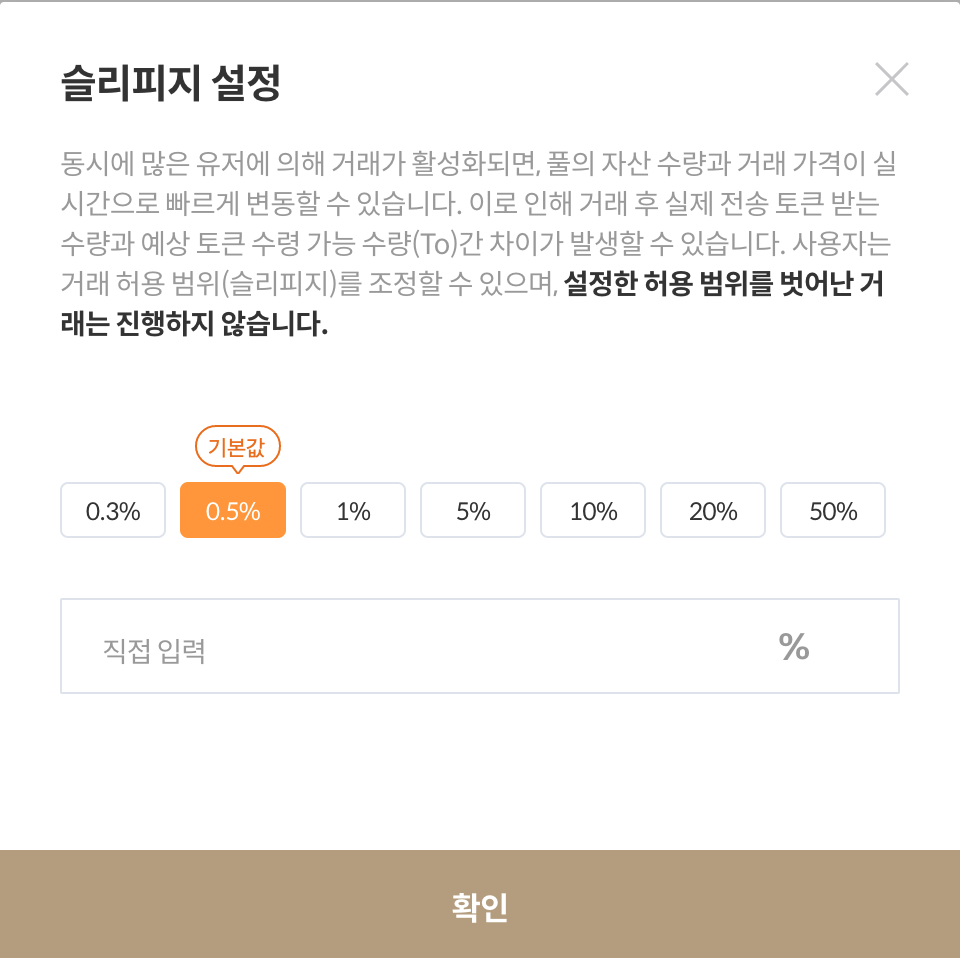 슬리피지 설정
동시에 많은 유저에 의해 거래가 활성화되면, 풀의 자산 수량과 거래 가격이 실
시간으로 빠르게 변동할 수 있습니다. 이로 인해 거래 후 실제 전송 토큰 받는
수량과 예상 토큰 수령 가능 수량(To)간 차이가 발생할 수 있습니다. 사용자는
거래 허용 범위(슬리피지)를 조정할 수 있으며, 설정한 허용 범위를 벗어난 거
래는 진행하지 않습니다.
기본값
0.3% 0.5% 1% 5% 10% 20% 50%
직접 입력 %
확인